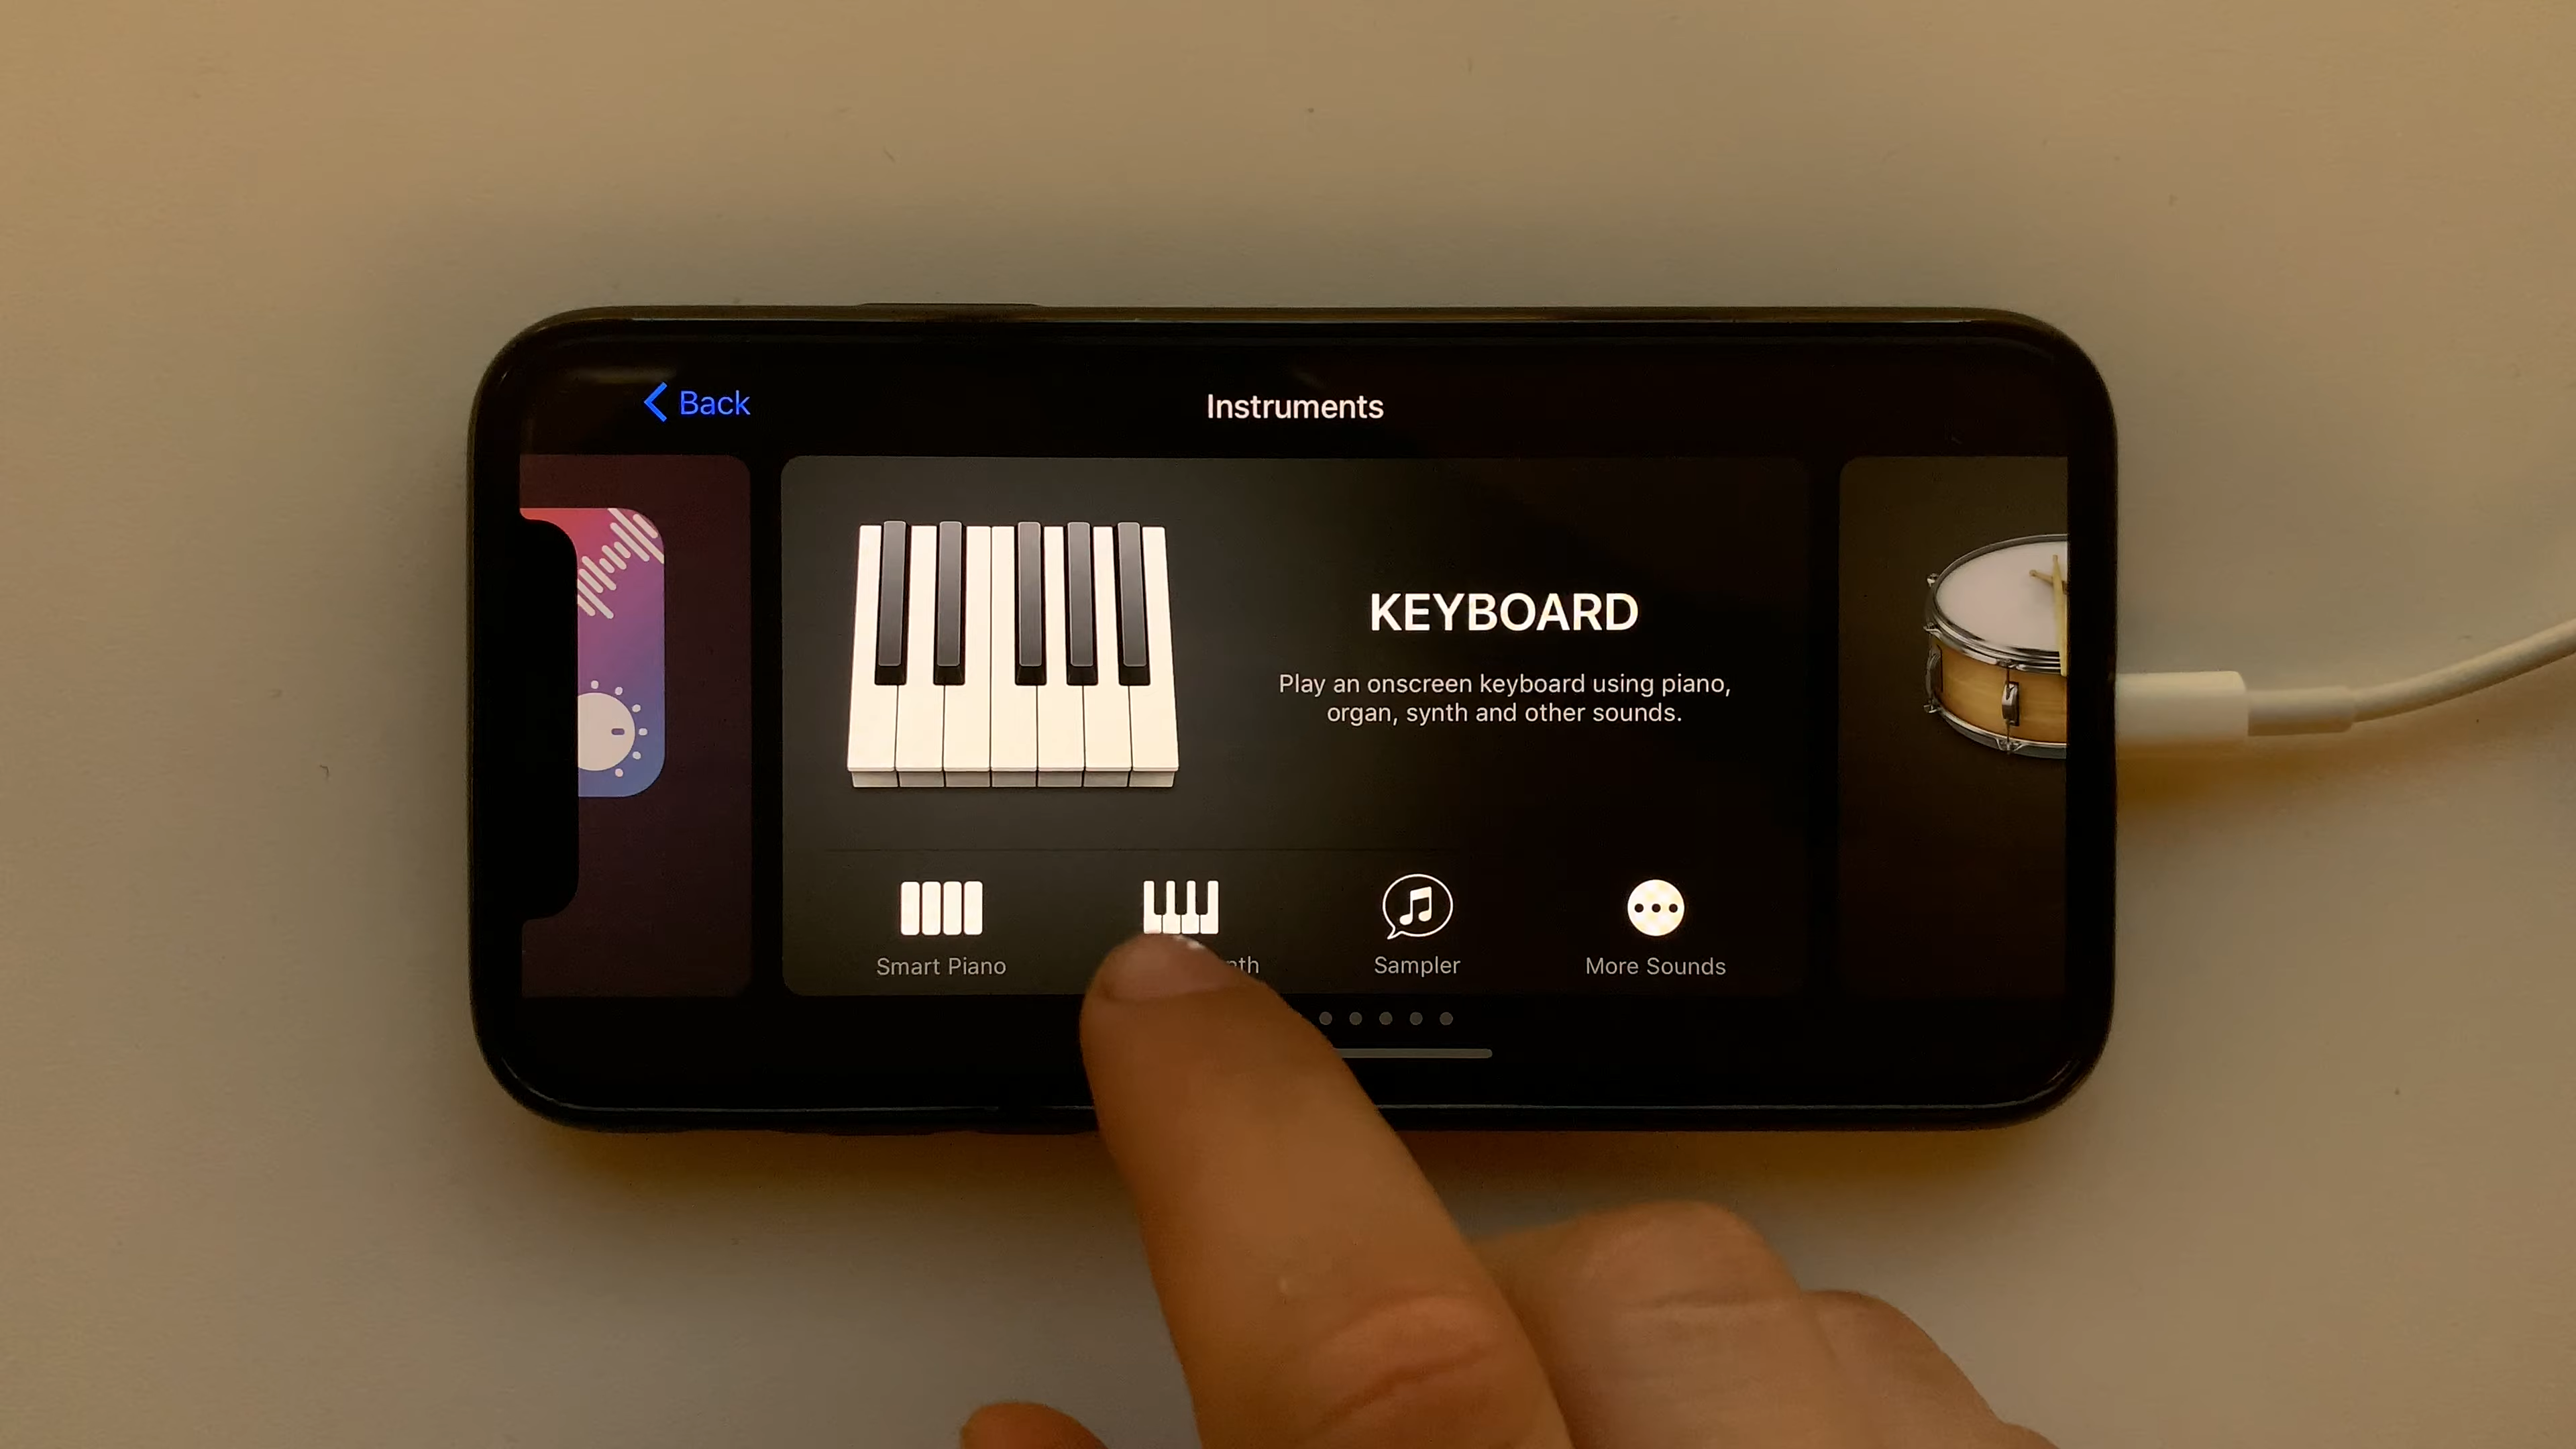 Back
Instruments
KEYBOARD
Play an onscreen keyboard using piano,
organ, synth and other sounds.
Smart Piano
Sampler
More Sounds